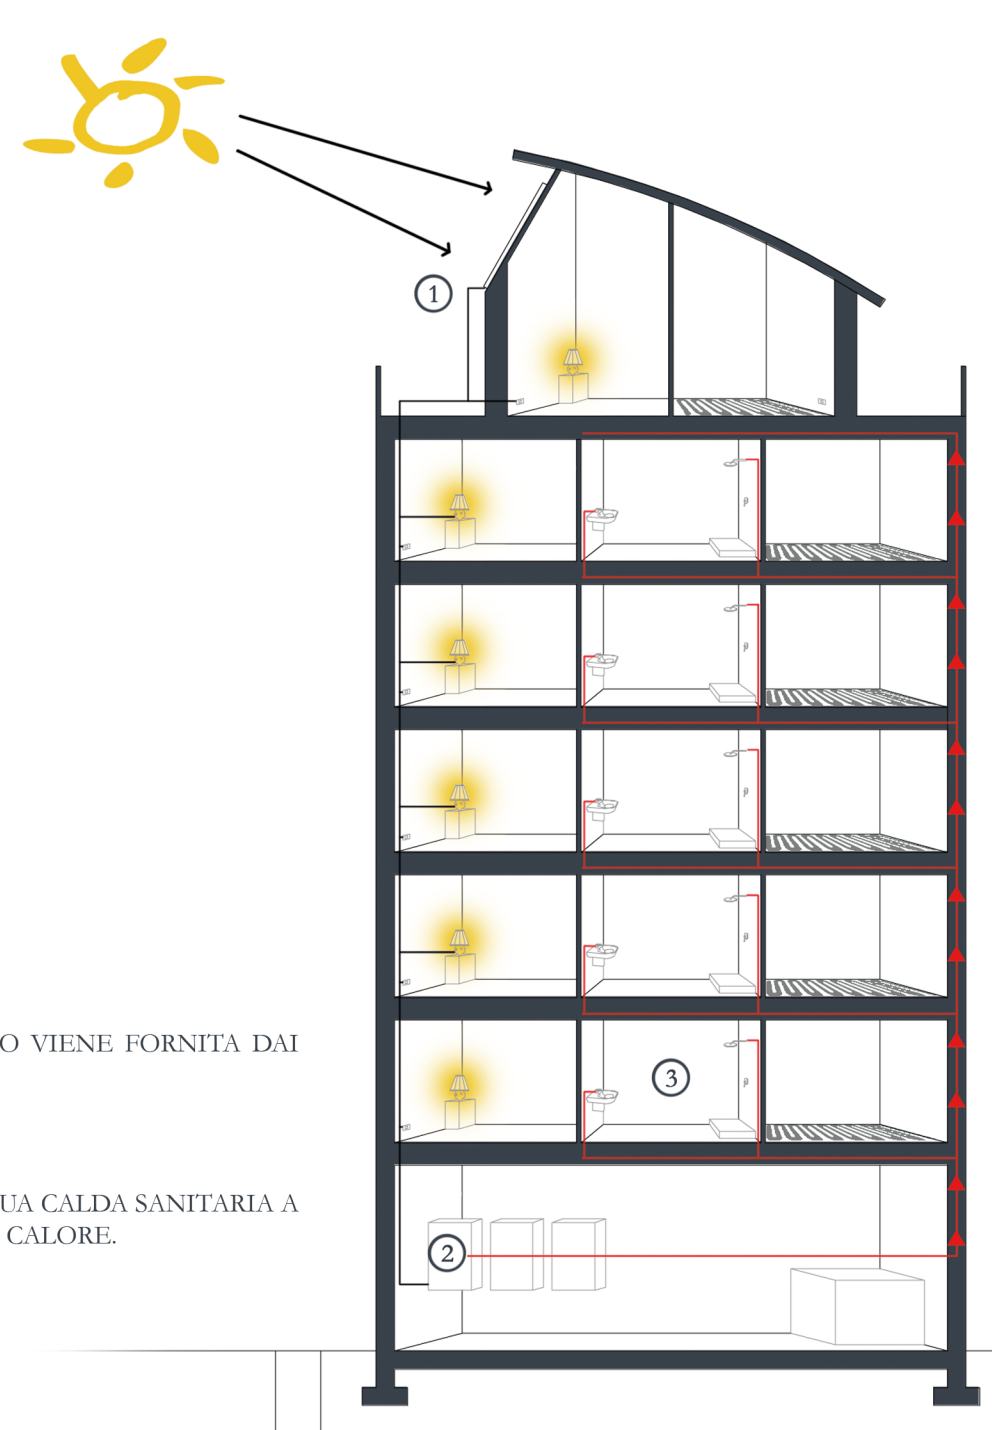 1
3
O VIENE FORNITA DAI
UA CALDA SANITARIA A
CALORE.
2